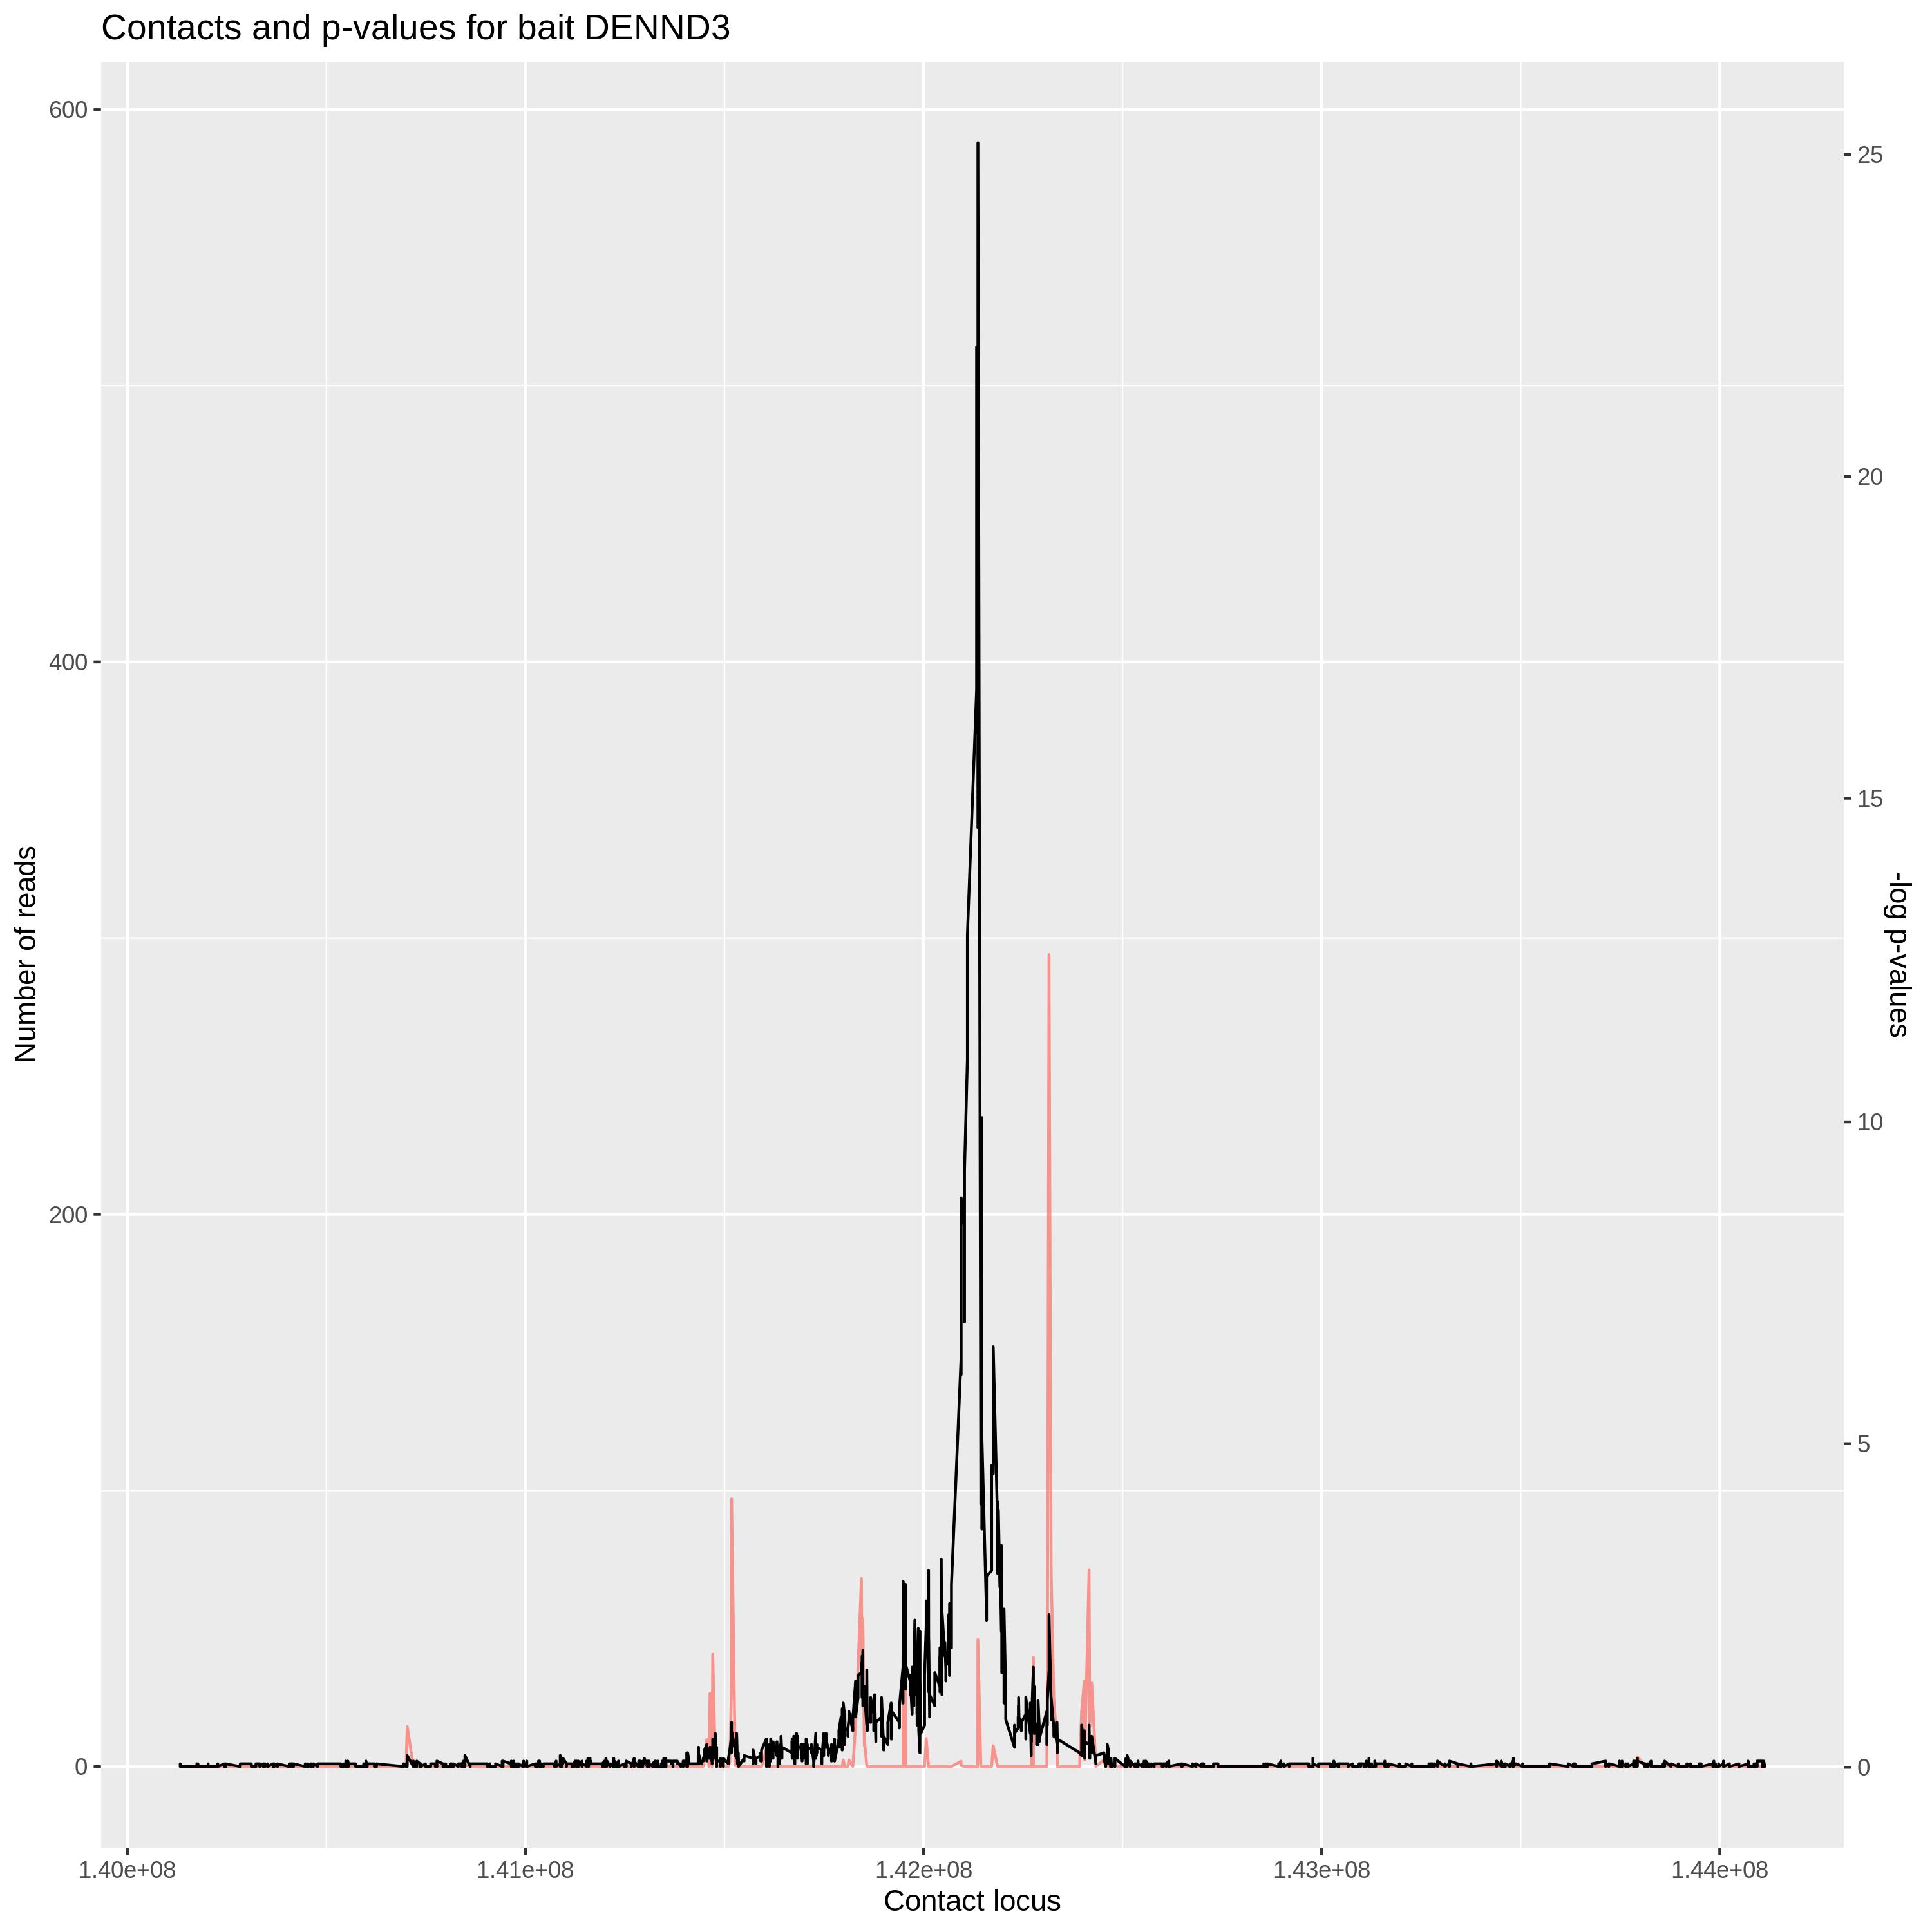 Contacts and p-values for bait DENND3
600
400
200
0
25
20
15
10
5
0
Number of reads
-log p-values
1.40e+08 1.41e+08 1.42e+08 1.43e+08 1.44e+08
Contact locus